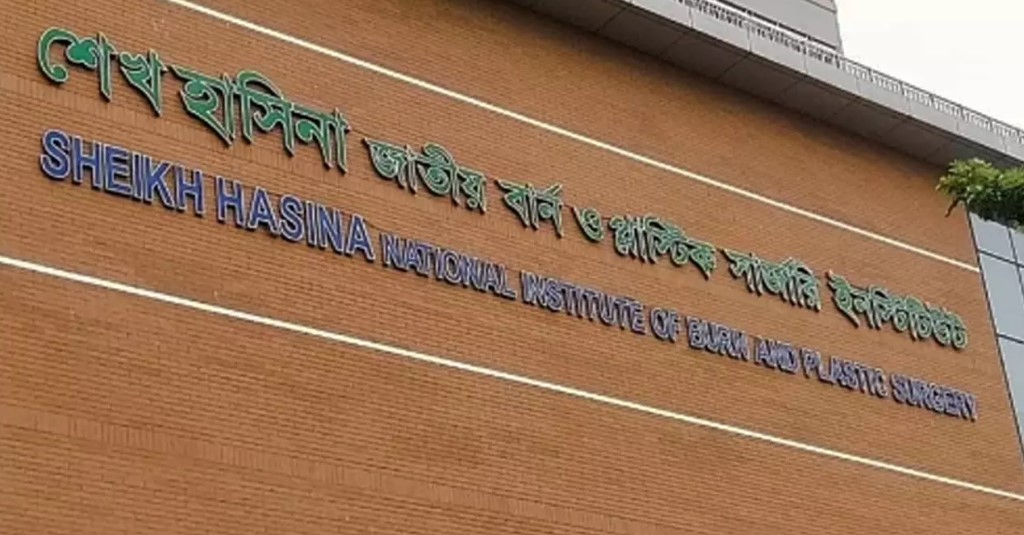 শেখ হাসিনা জাতীয় বার্ন ও প্লাস্টিক সার্জারি ইনস্টিটিউট
SHEIKH HASINA NATIONAL INSTITUTE OF BURN AND PLASTIC SURGERY